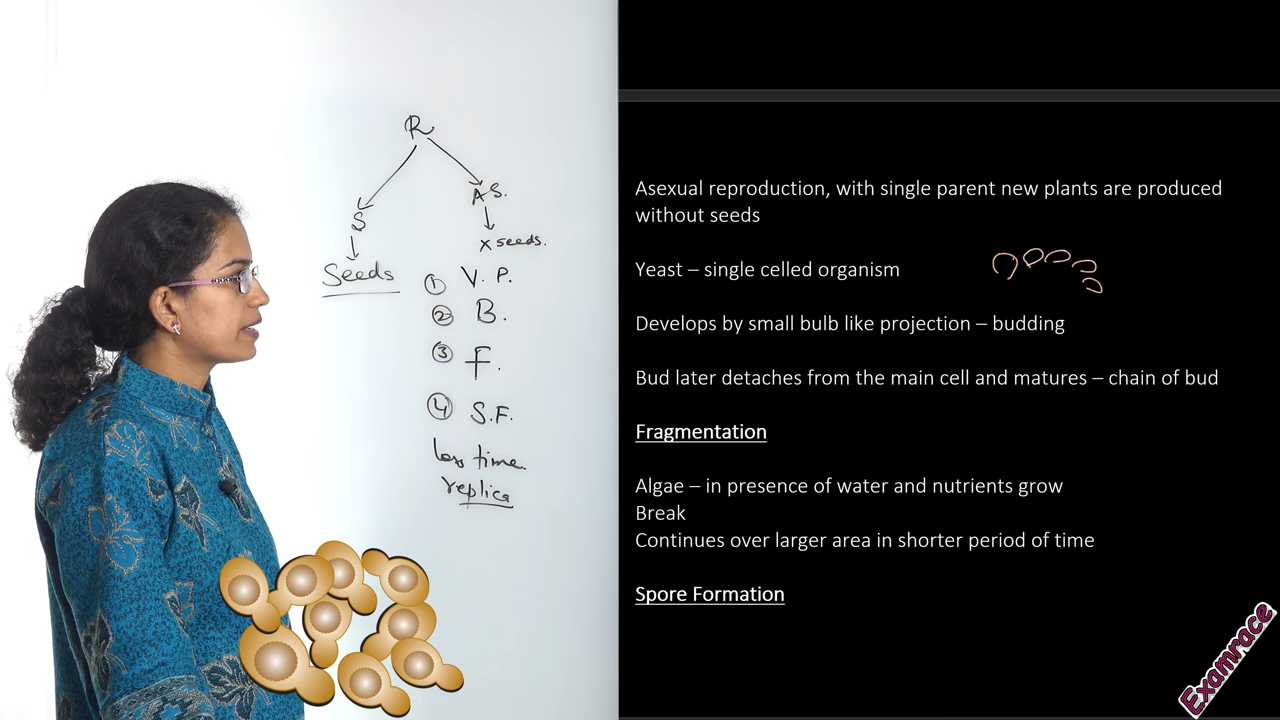 R
S
A S.
Seeds
x seeds.
1 V. P.
2 B.
3 F.
4 S.F.
less time.
replica
Asexual reproduction, with single parent new plants are produced
without seeds
Yeast – single celled organism
Develops by small bulb like projection – budding
Bud later detaches from the main cell and matures – chain of bud
Fragmentation
Algae – in presence of water and nutrients grow
Break
Continues over larger area in shorter period of time
Spore Formation
Examrace